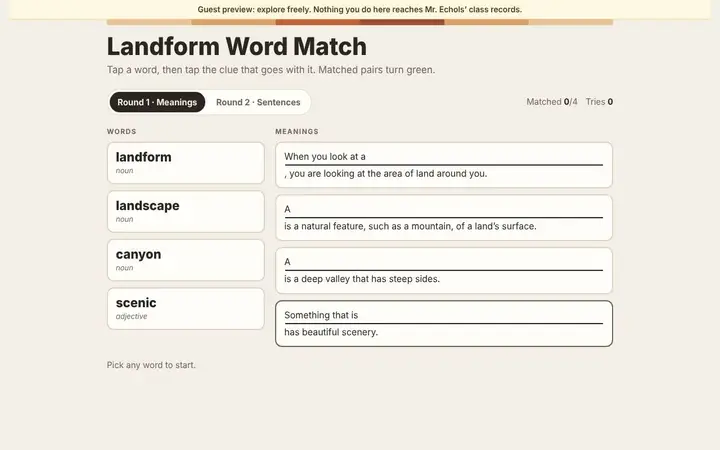 Guest preview: explore freely. Nothing you do here reaches Mr. Echols' class records.
Landform Word Match
Tap a word, then tap the clue that goes with it. Matched pairs turn green.
Round 1 · Meanings
Round 2 · Sentences
Matched 0/4 Tries 0
WORDS
landform
noun
landscape
noun
canyon
noun
scenic
adjective
MEANINGS
When you look at a
, you are looking at the area of land around you.
A
is a natural feature, such as a mountain, of a land's surface.
A
is a deep valley that has steep sides.
Something that is
has beautiful scenery.
Pick any word to start.